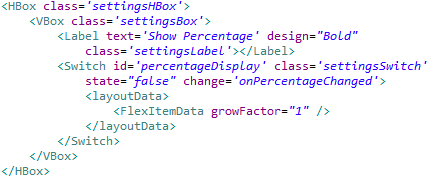 <HBox class='settingsHBox'>
<VBox class='settingsBox'>
<Label text='Show Percentage' design="Bold"
class='settingsLabel'></Label>
<Switch id='percentageDisplay' class='settingsSwitch'
state="false" change='onPercentageChanged'>
<layoutData>
<FlexItemData growFactor="1" />
</layoutData>
</Switch>
</VBox>
</HBox>